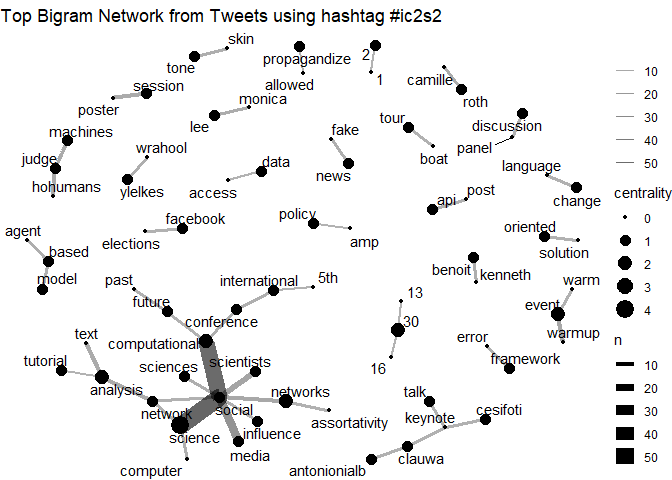 Top Bigram Network from Tweets using hashtag #ic2s2
skin
tone
propagandize
allowed
2
1
camille
roth
session
poster
monica
lee
tour
boat
discussion
panel
machines
judge
hohumans
wrahool
ylelkes
fake
news
data
access
language
change
api
post
facebook
elections
policy
amp
oriented
solution
agent
based
model
benoit
kenneth
past
future
international
5th
conference
computational
13
30
16
warm
event
warmup
error
framework
text
tutorial
analysis
sciences
scientists
networks
assortativity
network
social
science
influence
media
computer
talk
keynote
cesifoti
clauwa
antonionialb
10
20
30
40
50
centrality
0
1
2
3
4
n
10
20
30
40
50